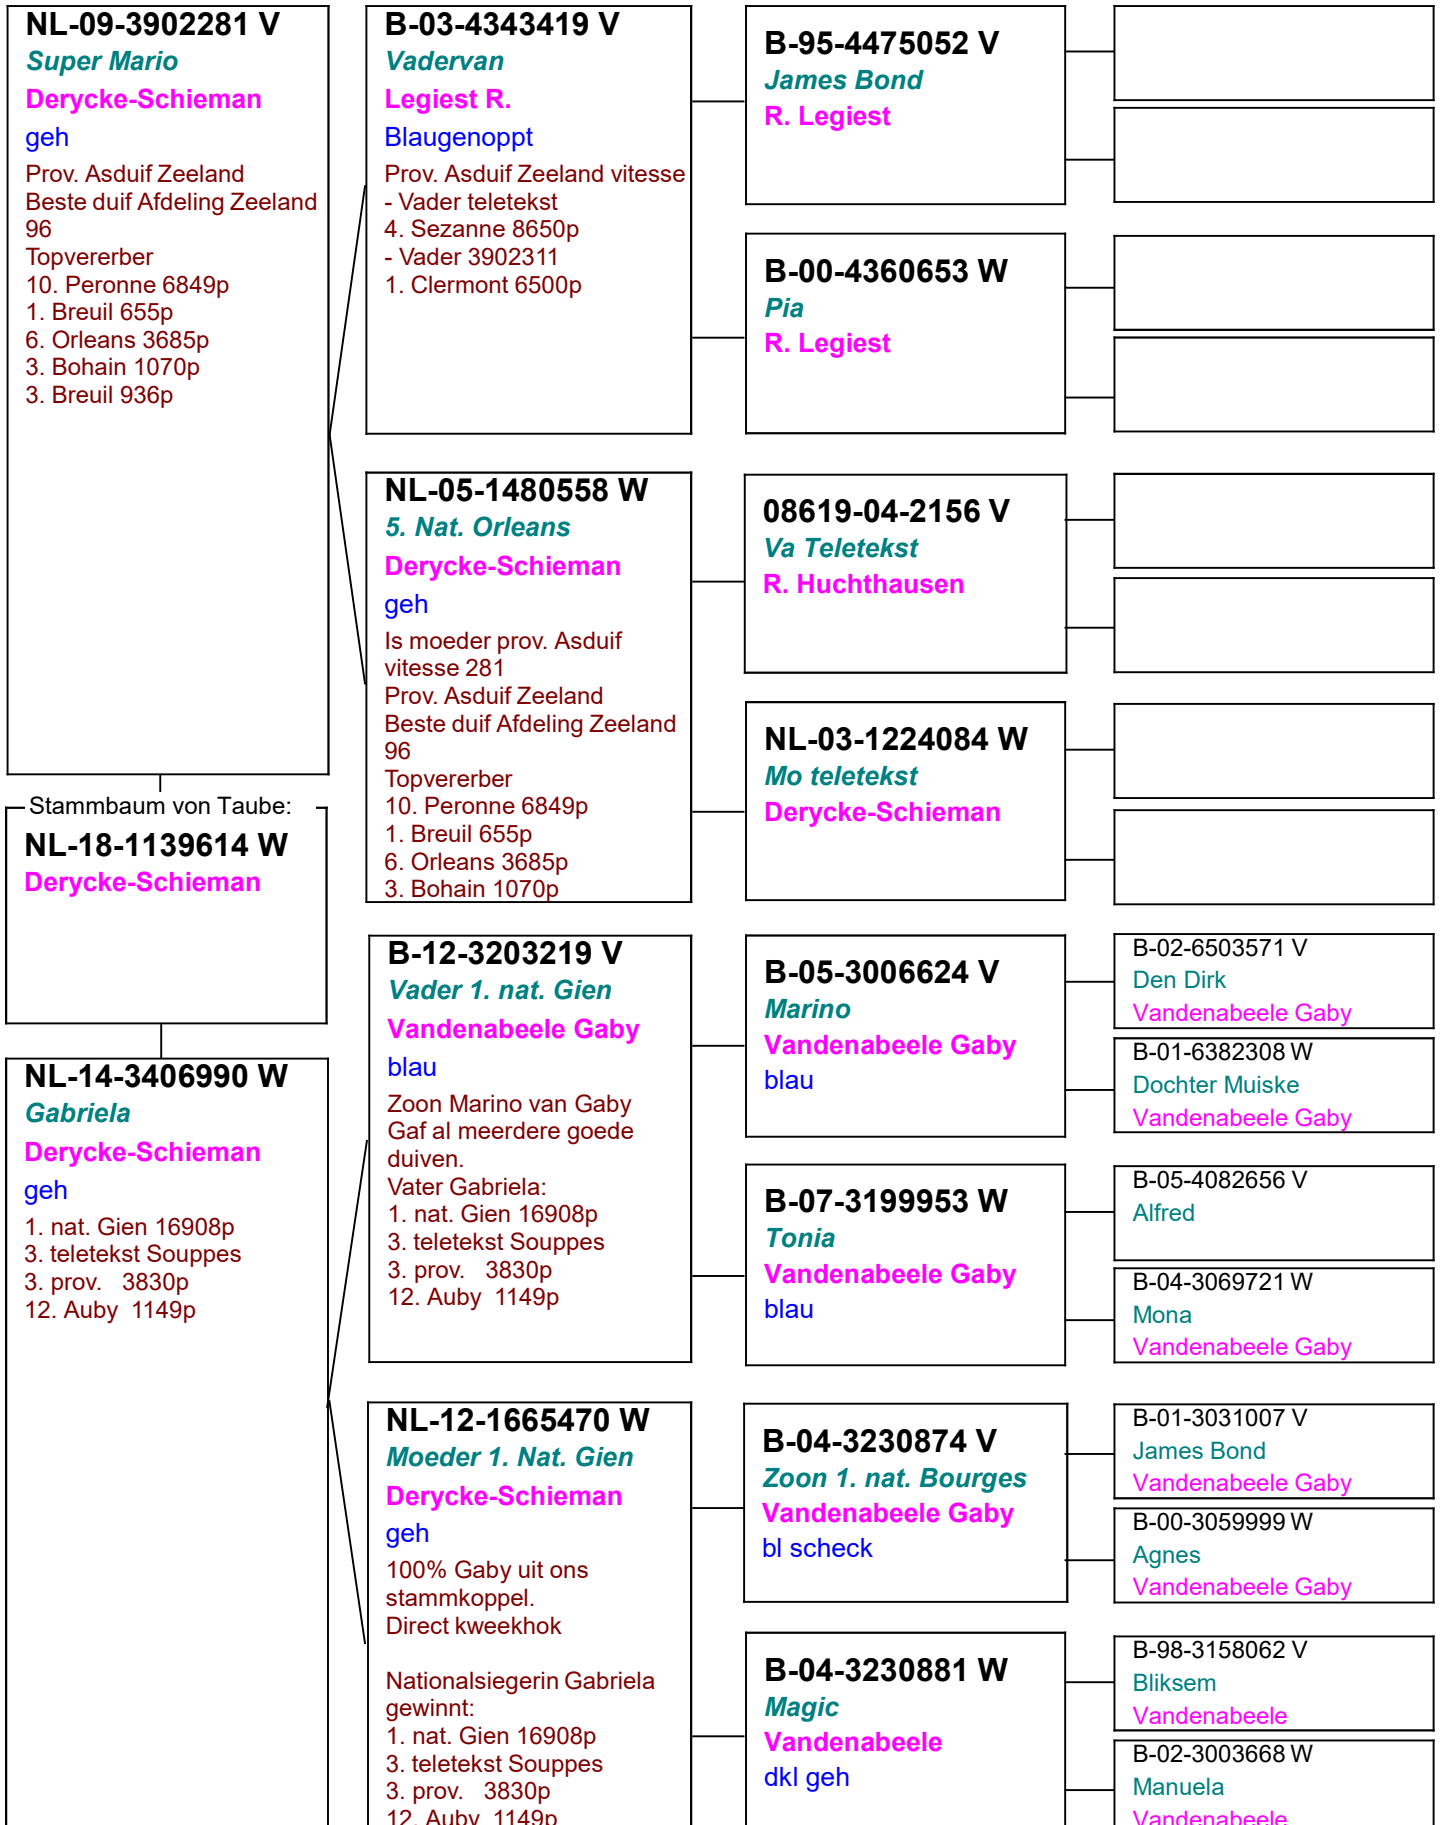 NL-09-3902281 V
Super Mario
Derycke-Schieman
geh
Prov. Asduif Zeeland
Beste duif Afdeling Zeeland
96
Topvererber
10. Peronne 6849p
1. Breuil 655p
6. Orleans 3685p
3. Bohain 1070p
3. Breuil 936p
Stammbaum von Taube:
NL-18-1139614 W
Derycke-Schieman
NL-14-3406990 W
Gabriela
Derycke-Schieman
geh
1. nat. Gien 16908p
3. teletekst Souppes
3. prov.   3830p
12. Auby  1149p
B-03-4343419 V
Vadervan
Legiest R.
Blaugenoppt
Prov. Asduif Zeeland vitesse
- Vader teletekst
4. Sezanne 8650p
- Vader 3902311
1. Clermont 6500p
NL-05-1480558 W
5. Nat. Orleans
Derycke-Schieman
geh
Is moeder prov. Asduif
vitesse 281
Prov. Asduif Zeeland
Beste duif Afdeling Zeeland
96
Topvererber
10. Peronne 6849p
1. Breuil 655p
6. Orleans 3685p
3. Bohain 1070p
B-12-3203219 V
Vader 1. nat. Gien
Vandenabeele Gaby
blau
Zoon Marino van Gaby
Gaf al meerdere goede
duiven.
Vater Gabriela:
1. nat. Gien 16908p
3. teletekst Souppes
3. prov.   3830p
12. Auby  1149p
NL-12-1665470 W
Moeder 1. Nat. Gien
Derycke-Schieman
geh
100% Gaby uit ons
stammkoppel.
Direct kweekhok
Nationalsiegerin Gabriela
gewinnt:
1. nat. Gien 16908p
3. teletekst Souppes
3. prov.   3830p
12. Auby  1149p
B-95-4475052 V
James Bond
R. Legiest
B-00-4360653 W
Pia
R. Legiest
08619-04-2156 V
Va Teletekst
R. Huchthausen
NL-03-1224084 W
Mo teletekst
Derycke-Schieman
B-05-3006624 V
Marino
Vandenabeele Gaby
blau
B-07-3199953 W
Tonia
Vandenabeele Gaby
blau
B-04-3230874 V
Zoon 1. nat. Bourges
Vandenabeele Gaby
bl scheck
B-04-3230881 W
Magic
Vandenabeele
dkl geh
B-02-6503571 V
Den Dirk
Vandenabeele Gaby
B-01-6382308 W
Dochter Muiske
Vandenabeele Gaby
B-05-4082656 V
Alfred
B-04-3069721 W
Mona
Vandenabeele Gaby
B-01-3031007 V
James Bond
Vandenabeele Gaby
B-00-3059999 W
Agnes
Vandenabeele Gaby
B-98-3158062 V
Bliksem
Vandenabeele
B-02-3003668 W
Manuela
Vandenabeele